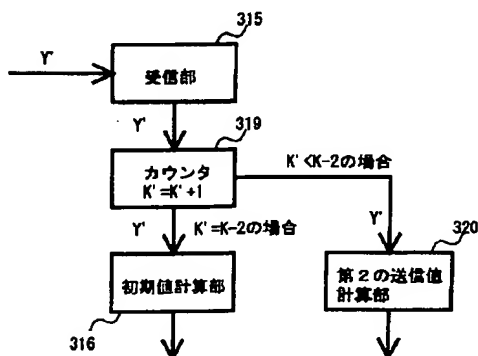 315
Y'
受信部
Y'
319
カウンタ
K'=K'+1
K'<K-2の場合
Y'
K'=K-2の場合
Y'
320
初期値計算部
第2の送信値
計算部
316